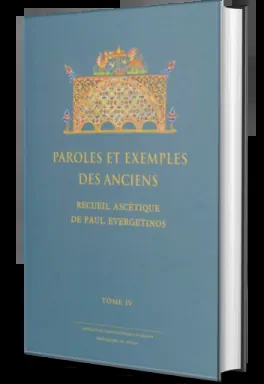 PAROLES ET EXEMPLES
DES ANCIENS
RECUEIL ASCÉTIQUE
DE PAUL EVERGETINOS
TOME IV